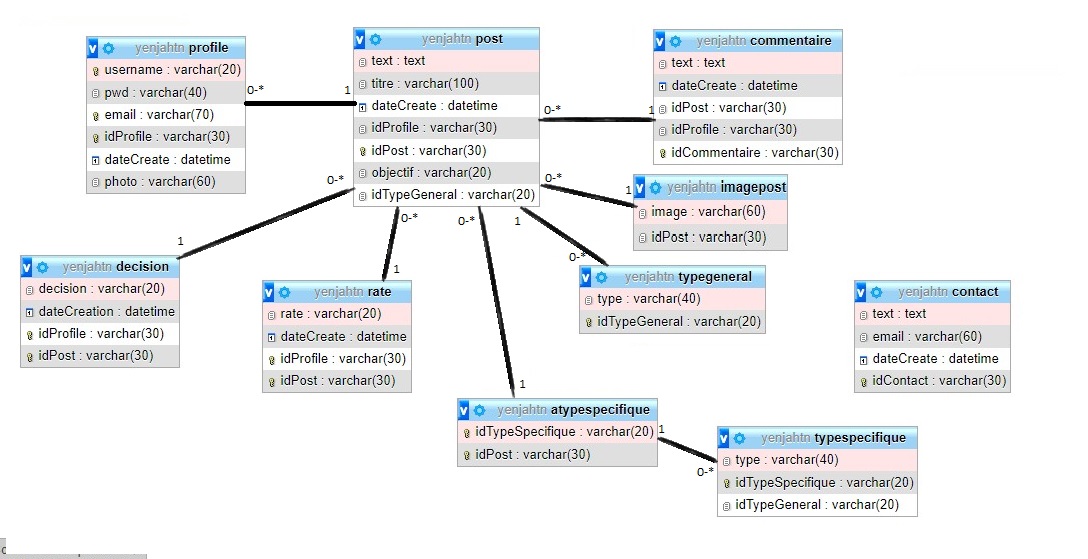 yenjahtn profile
username : varchar(20)
pwd : varchar(40)
email : varchar(70)
idProfile : varchar(30)
dateCreate : datetime
photo : varchar(60)
0-*
1
yenjahtn post
text : text
titre : varchar(100)
dateCreate : datetime
idProfile : varchar(30)
idPost : varchar(30)
objectif : varchar(20)
idTypeGeneral : varchar(20)
0-*
1
yenjahtn commentaire
text : text
dateCreate : datetime
idPost : varchar(30)
idProfile : varchar(30)
idCommentaire : varchar(30)
0-*
1
yenjahtn imagepost
image : varchar(60)
idPost : varchar(30)
0-*
1
yenjahtn decision
decision : varchar(20)
dateCreation : datetime
idProfile : varchar(30)
idPost : varchar(30)
0-*
1
yenjahtn rate
rate : varchar(20)
dateCreate : datetime
idProfile : varchar(30)
idPost : varchar(30)
0-*
1
1
0-*
yenjahtn typegeneral
type : varchar(40)
idTypeGeneral : varchar(20)
yenjahtn contact
text : text
email : varchar(60)
dateCreate : datetime
idContact : varchar(30)
yenjahtn atypespecifique
idTypeSpecifique : varchar(20)
idPost : varchar(30)
1
0-*
yenjahtn typespecifique
type : varchar(40)
idTypeSpecifique : varchar(20)
idTypeGeneral : varchar(20)